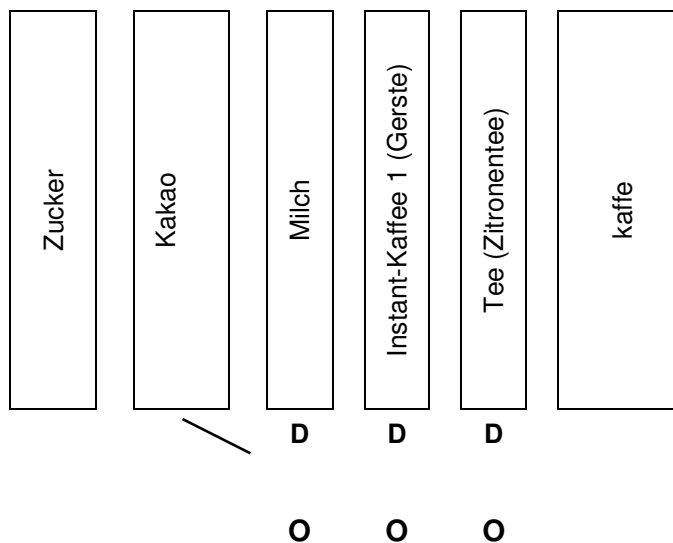 Zucker
Kakao
Milch
Instant-Kaffee 1 (Gerste)
Tee (Zitronentee)
kaffe
D D D
O O O